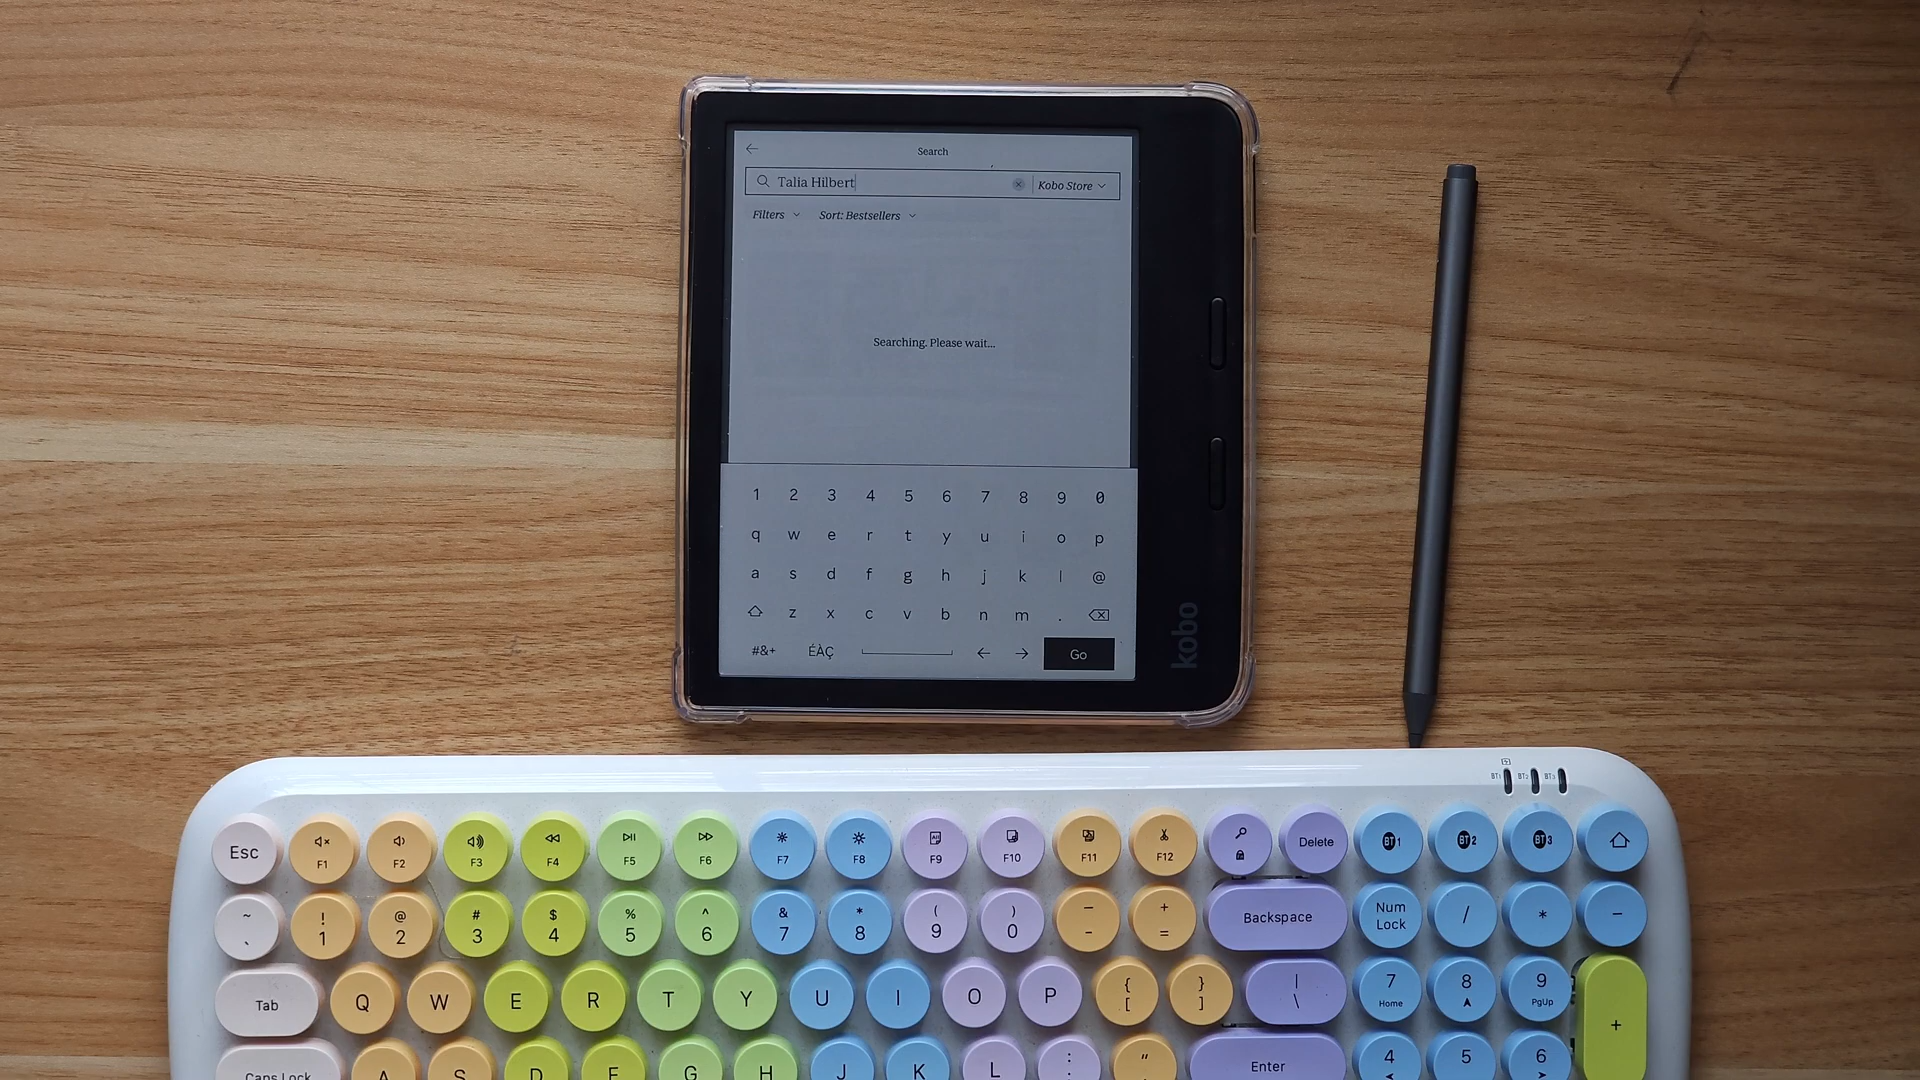 Search
Talia Hilbert
Kobo Store
Filters
Sort: Bestsellers
Searching. Please wait...
1 2 3 4 5 6 7 8 9 0
q w e r t y u i o p
a s d f g h j k l @
z x c v b n m .
#&+ ÉÀÇ ← → Go
kobo
BT1 BT2 BT3
Esc F1 F2 F3 F4 F5 F6 F7 F8 F9 F10 F11 F12 Delete BT1 BT2 BT3
~ ` ! 1 @ 2 # 3 $ 4 % 5 ^ 6 & 7 * 8 ( 9 ) 0 — - + = Backspace Num Lock / * −
Tab Q W E R T Y U I O P { [ } ] | \ 7 Home 8 9 PgUp +
Caps Lock A S D F G H J K L : " Enter 4 5 6